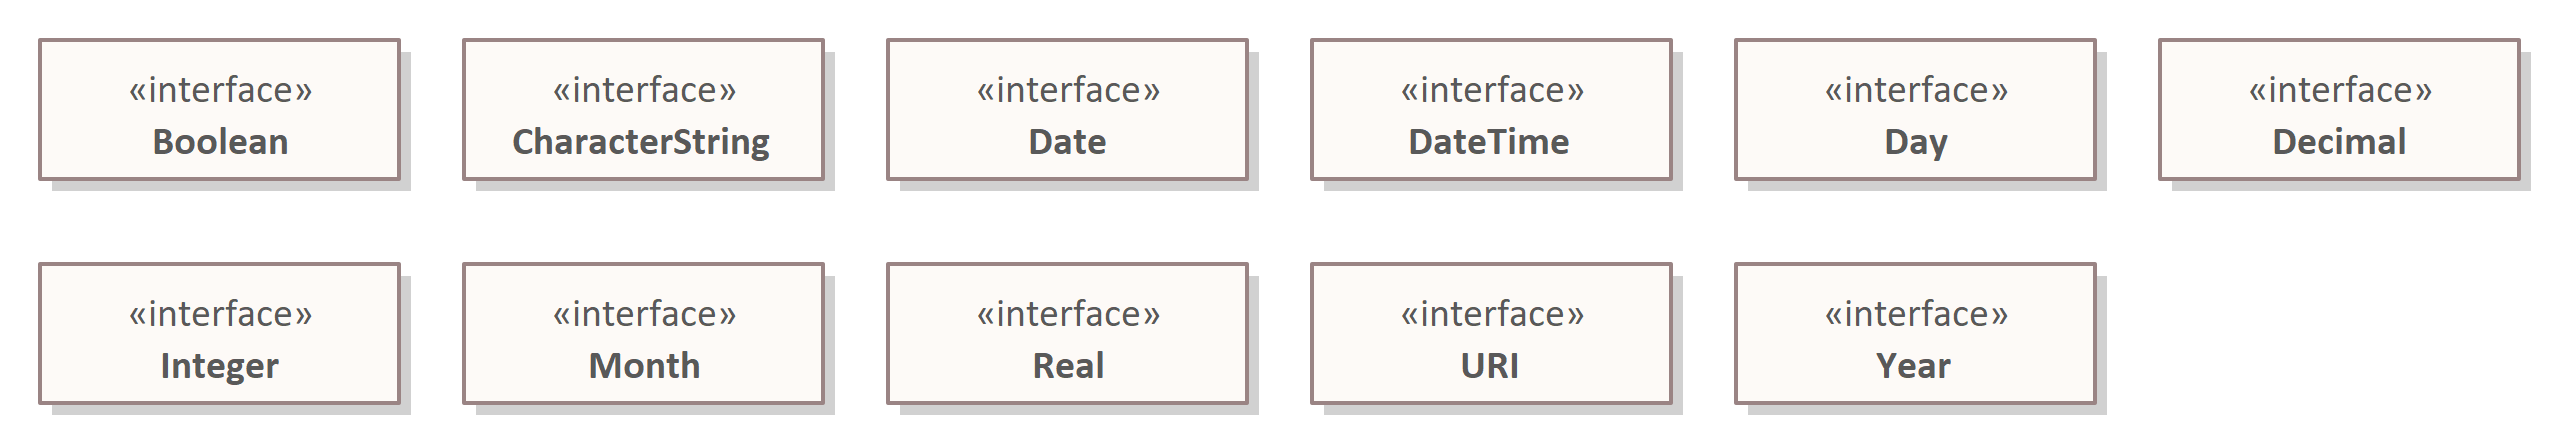 «interface»
Boolean
«interface»
CharacterString
«interface»
Date
«interface»
DateTime
«interface»
Day
«interface»
Decimal
«interface»
Integer
«interface»
Month
«interface»
Real
«interface»
URI
«interface»
Year